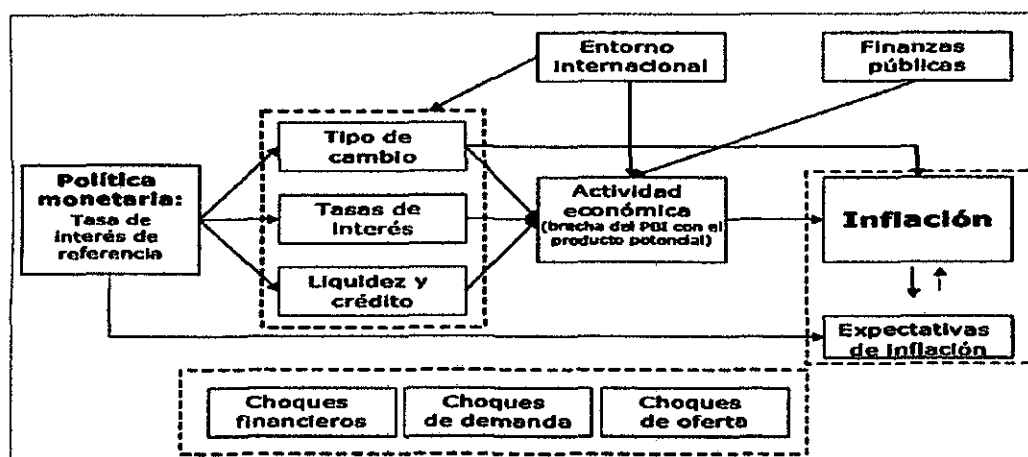 Entorno
internacional
Finanzas
públicas
Tipo de
cambio
Política
monetaria:
Tasa de
interés de
referencia
Tasas de
interés
Liquidez y
crédito
Actividad
económica
(brecha del PBI con el
producto potencial)
Inflación
Expectativas
de inflación
Choques
financieros
Choques
de demanda
Choques
de oferta